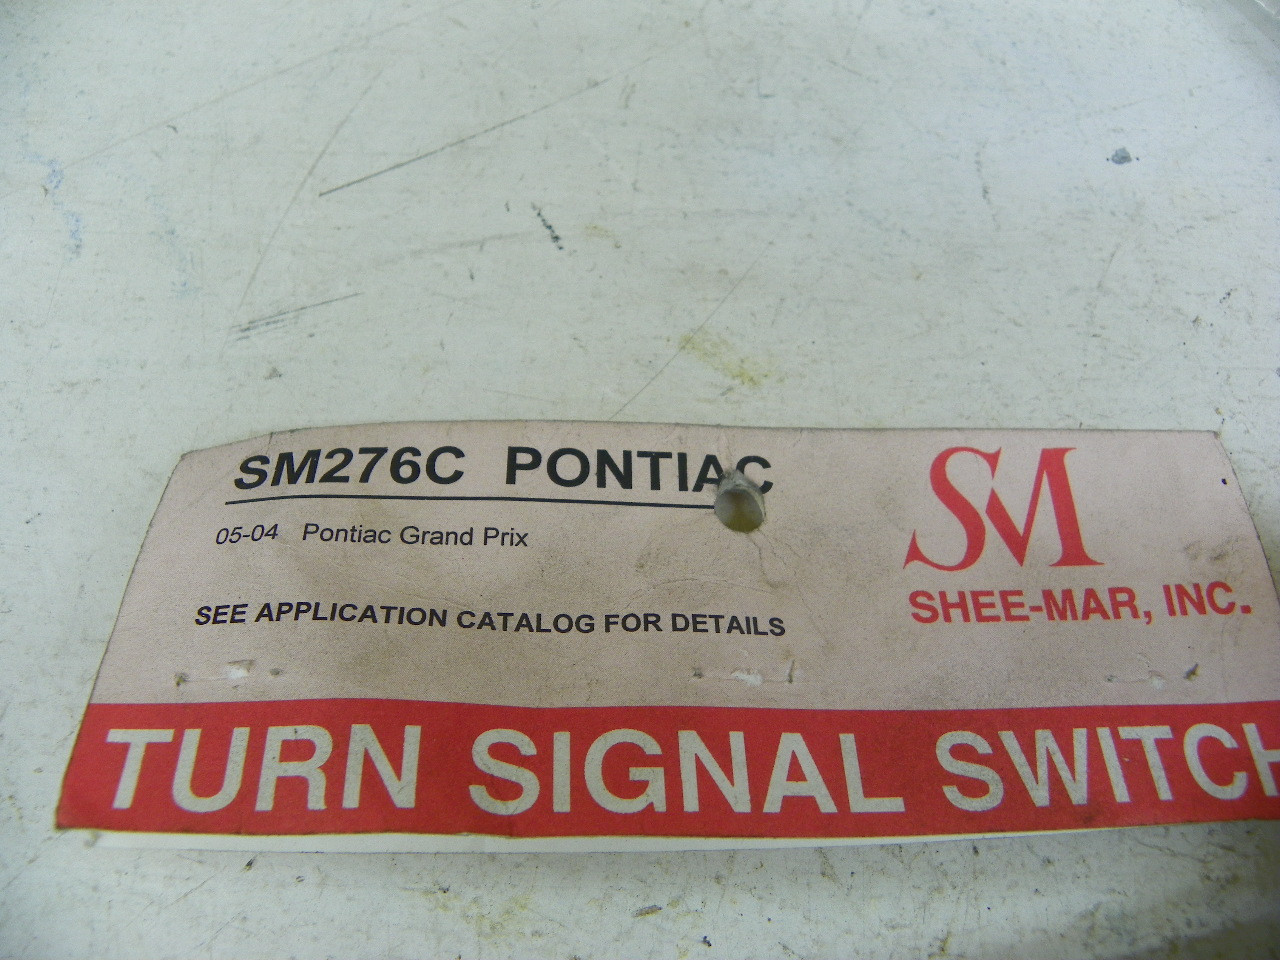 SM276C PONTIAC
05-04 Pontiac Grand Prix
SEE APPLICATION CATALOG FOR DETAILS
SM
SHEE-MAR, INC.
TURN SIGNAL SWITCH